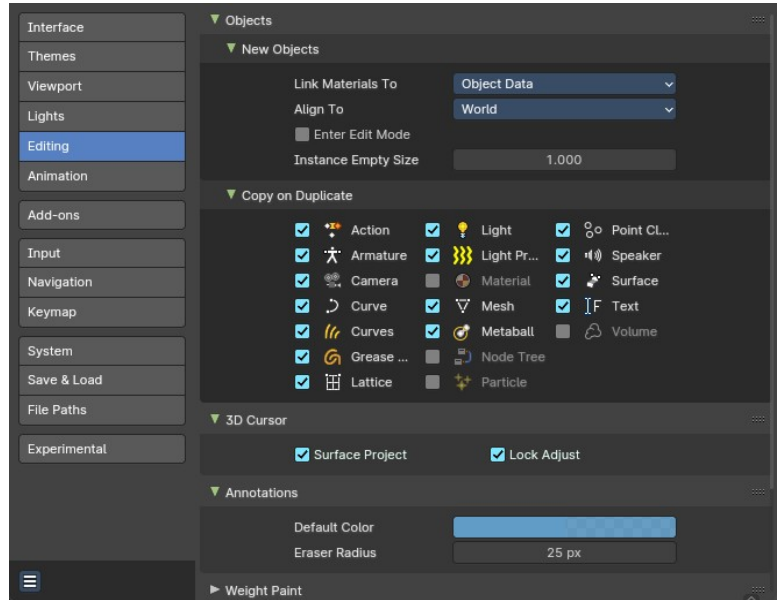 Interface
Themes
Viewport
Lights
Editing
Animation
Add-ons
Input
Navigation
Keymap
System
Save & Load
File Paths
Experimental
Objects
New Objects
Link Materials To Object Data
Align To World
Enter Edit Mode
Instance Empty Size 1.000
Copy on Duplicate
Action Light Point Cl...
Armature Light Pr... Speaker
Camera Material Surface
Curve Mesh Text
Curves Metaball Volume
Grease ... Node Tree
Lattice Particle
3D Cursor
Surface Project Lock Adjust
Annotations
Default Color
Eraser Radius 25 px
Weight Paint